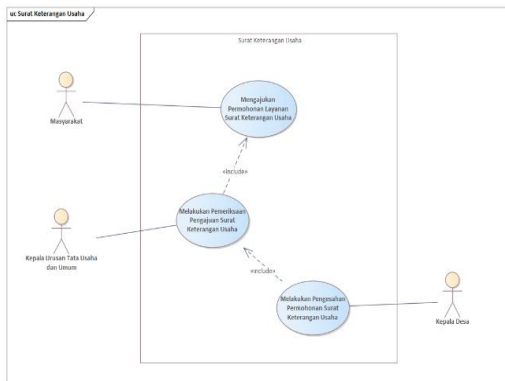 uc Surat Keterangan Usaha
Surat Keterangan Usaha
Mengajukan
Permohonan Layanan
Surat Keterangan Usaha
Masyarakat
«include»
Melakukan Pemeriksaan
Pengajuan Surat
Keterangan Usaha
Kepala Urusan Tata Usaha
dan Umum
«include»
Melakukan Pengesahan
Permohonan Surat
Keterangan Usaha
Kepala Desa